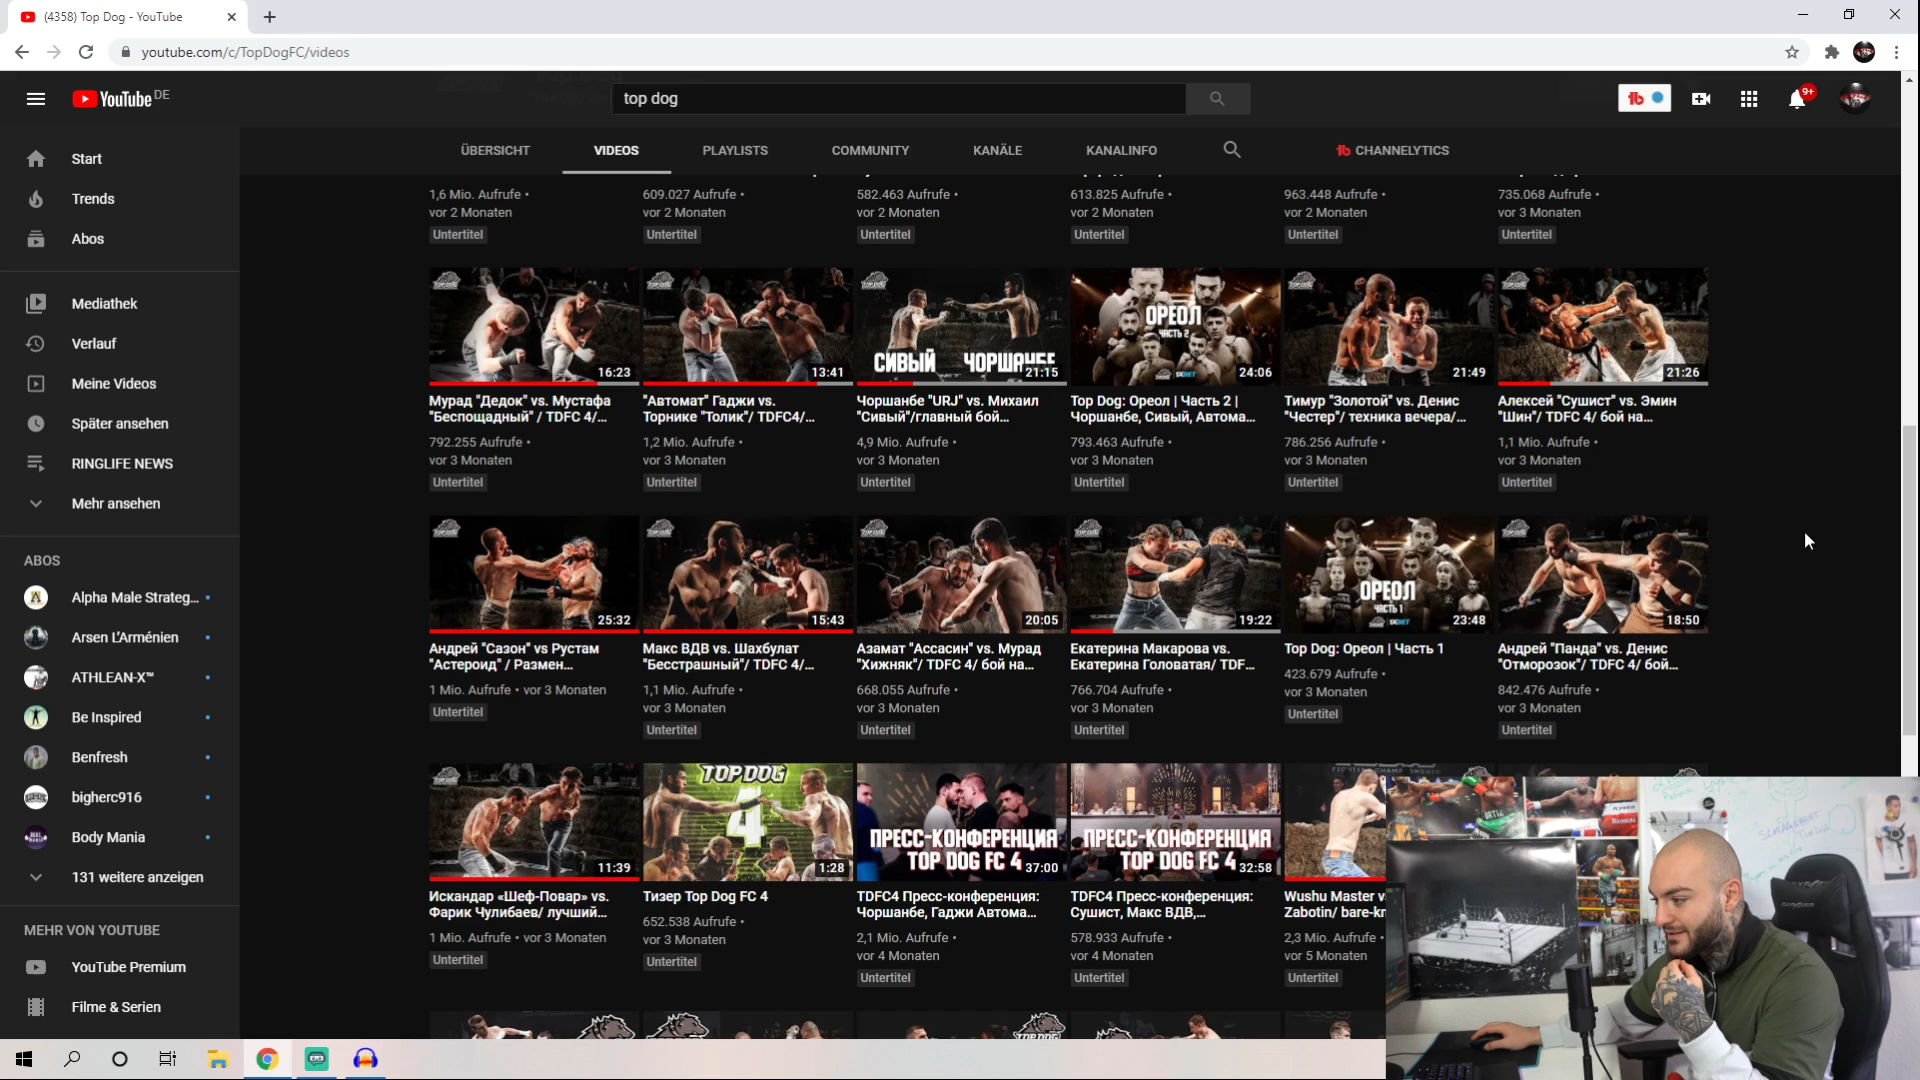 (4358) Top Dog - YouTube
youtube.com/c/TopDogFC/videos
YouTube DE
top dog
9+
ÜBERSICHT
VIDEOS
PLAYLISTS
COMMUNITY
KANÄLE
KANALINFO
CHANNELYTICS
Start
Trends
Abos
Mediathek
Verlauf
Meine Videos
Später ansehen
RINGLIFE NEWS
Mehr ansehen
ABOS
Alpha Male Strateg...
Arsen L'Arménien
ATHLEAN-X™
Be Inspired
Benfresh
bigherc916
Body Mania
131 weitere anzeigen
MEHR VON YOUTUBE
YouTube Premium
Filme & Serien
1,6 Mio. Aufrufe •
vor 2 Monaten
Untertitel
609.027 Aufrufe •
vor 2 Monaten
Untertitel
582.463 Aufrufe •
vor 2 Monaten
Untertitel
613.825 Aufrufe •
vor 2 Monaten
Untertitel
963.448 Aufrufe •
vor 2 Monaten
Untertitel
735.068 Aufrufe •
vor 3 Monaten
Untertitel
16:23
Мурад "Дедок" vs. Мустафа
"Беспощадный" / TDFC 4/...
792.255 Aufrufe •
vor 3 Monaten
Untertitel
13:41
"Автомат" Гаджи vs.
Торнике "Толик"/ TDFC4/...
1,2 Mio. Aufrufe •
vor 3 Monaten
Untertitel
СИВЫЙ ЧОРШАНБЕ
21:15
Чоршанбе "URJ" vs. Михаил
"Сивый"/главный бой...
4,9 Mio. Aufrufe •
vor 3 Monaten
Untertitel
ОРЕОЛ
ЧАСТЬ 2
1XBET
24:06
Top Dog: Ореол | Часть 2 |
Чоршанбе, Сивый, Автома...
793.463 Aufrufe •
vor 3 Monaten
Untertitel
21:49
Тимур "Золотой" vs. Денис
"Честер"/ техника вечера/...
786.256 Aufrufe •
vor 3 Monaten
Untertitel
21:26
Алексей "Сушист" vs. Эмин
"Шин"/ TDFC 4/ бой на...
1,1 Mio. Aufrufe •
vor 3 Monaten
Untertitel
25:32
Андрей "Сазон" vs Рустам
"Астероид" / Размен...
1 Mio. Aufrufe • vor 3 Monaten
Untertitel
15:43
Макс ВДВ vs. Шахбулат
"Бесстрашный"/ TDFC 4/...
1,1 Mio. Aufrufe •
vor 3 Monaten
Untertitel
20:05
Азамат "Ассасин" vs. Мурад
"Хижняк"/ TDFC 4/ бой на...
668.055 Aufrufe •
vor 3 Monaten
Untertitel
19:22
Екатерина Макарова vs.
Екатерина Головатая/ TDF...
766.704 Aufrufe •
vor 3 Monaten
Untertitel
ОРЕОЛ
ЧАСТЬ 1
1XBET
23:48
Top Dog: Ореол | Часть 1
423.679 Aufrufe •
vor 3 Monaten
Untertitel
18:50
Андрей "Панда" vs. Денис
"Отморозок"/ TDFC 4/ бой...
842.476 Aufrufe •
vor 3 Monaten
Untertitel
11:39
Искандар «Шеф-Повар» vs.
Фарик Чулибаев/ лучший...
1 Mio. Aufrufe • vor 3 Monaten
Untertitel
TOP DOG
4
1:28
Тизер Top Dog FC 4
652.538 Aufrufe •
vor 3 Monaten
Untertitel
ПРЕСС-КОНФЕРЕНЦИЯ
TOP DOG FC 4
37:00
TDFC4 Пресс-конференция:
Чоршанбе, Гаджи Автома...
2,1 Mio. Aufrufe •
vor 4 Monaten
Untertitel
ПРЕСС-КОНФЕРЕНЦИЯ
TOP DOG FC 4
32:58
TDFC4 Пресс-конференция:
Сушист, Макс ВДВ,...
578.933 Aufrufe •
vor 4 Monaten
Untertitel
Wushu Master v
Zabotin/ bare-kn
2,3 Mio. Aufrufe •
vor 5 Monaten
Untertitel